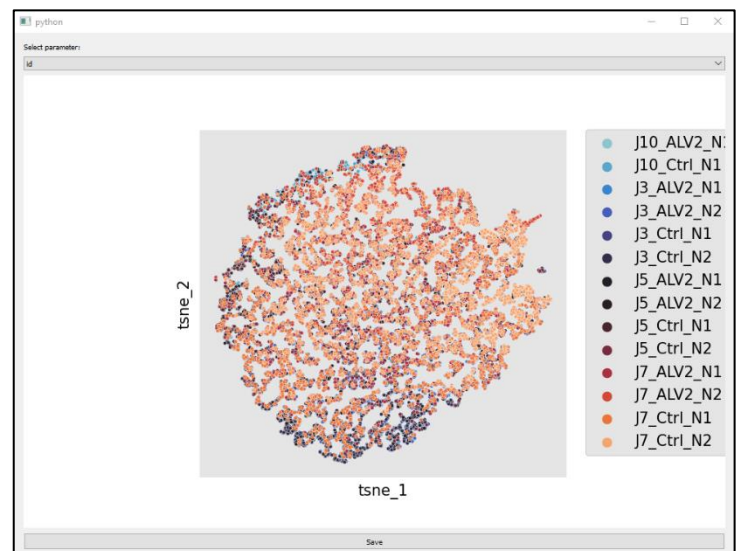 python
Select parameter:
id
J10_ALV2_N1
J10_Ctrl_N1
J3_ALV2_N1
J3_ALV2_N2
J3_Ctrl_N1
J3_Ctrl_N2
J5_ALV2_N1
J5_ALV2_N2
J5_Ctrl_N1
J5_Ctrl_N2
J7_ALV2_N1
J7_ALV2_N2
J7_Ctrl_N1
J7_Ctrl_N2
tsne_2
tsne_1
Save